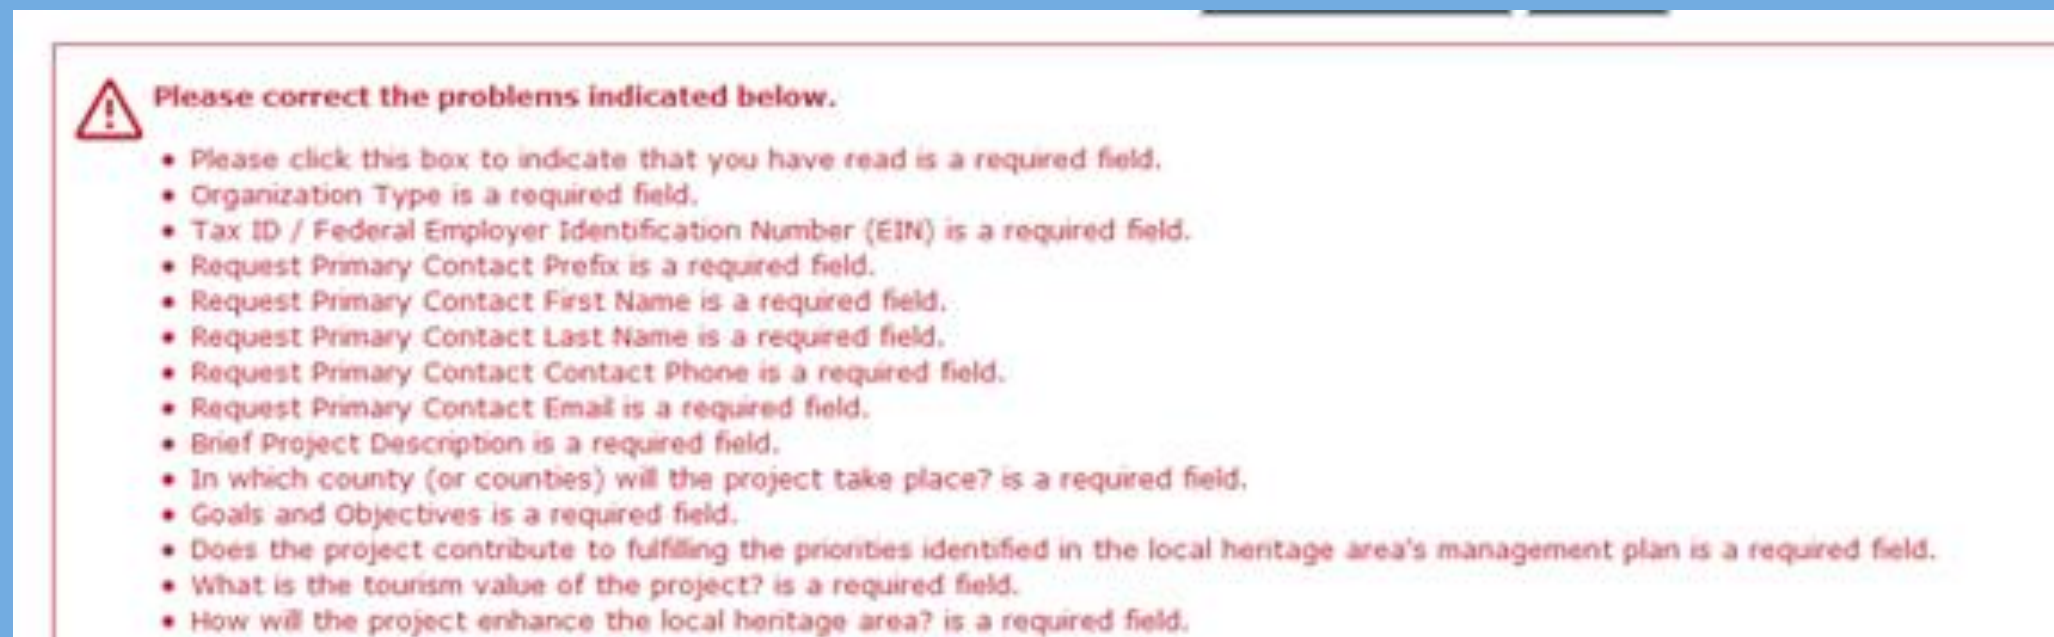 Please correct the problems indicated below.
• Please click this box to indicate that you have read is a required field.
• Organization Type is a required field.
• Tax ID / Federal Employer Identification Number (EIN) is a required field.
• Request Primary Contact Prefix is a required field.
• Request Primary Contact First Name is a required field.
• Request Primary Contact Last Name is a required field.
• Request Primary Contact Contact Phone is a required field.
• Request Primary Contact Email is a required field.
• Brief Project Description is a required field.
• In which county (or counties) will the project take place? is a required field.
• Goals and Objectives is a required field.
• Does the project contribute to fulfilling the priorities identified in the local heritage area's management plan is a required field.
• What is the tourism value of the project? is a required field.
• How will the project enhance the local heritage area? is a required field.